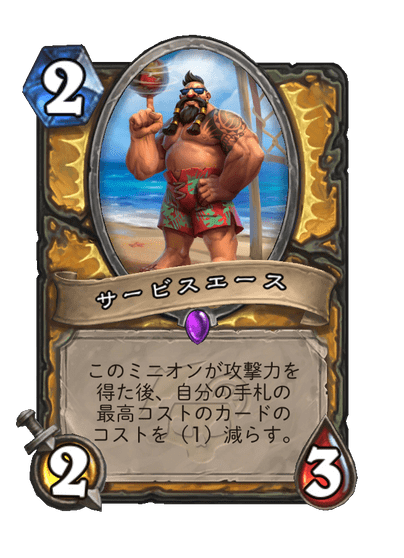 2
サービスエース
このミニオンが攻撃力を
得た後、自分の手札の
最高コストのカードの
コストを（1）減らす。
2
3